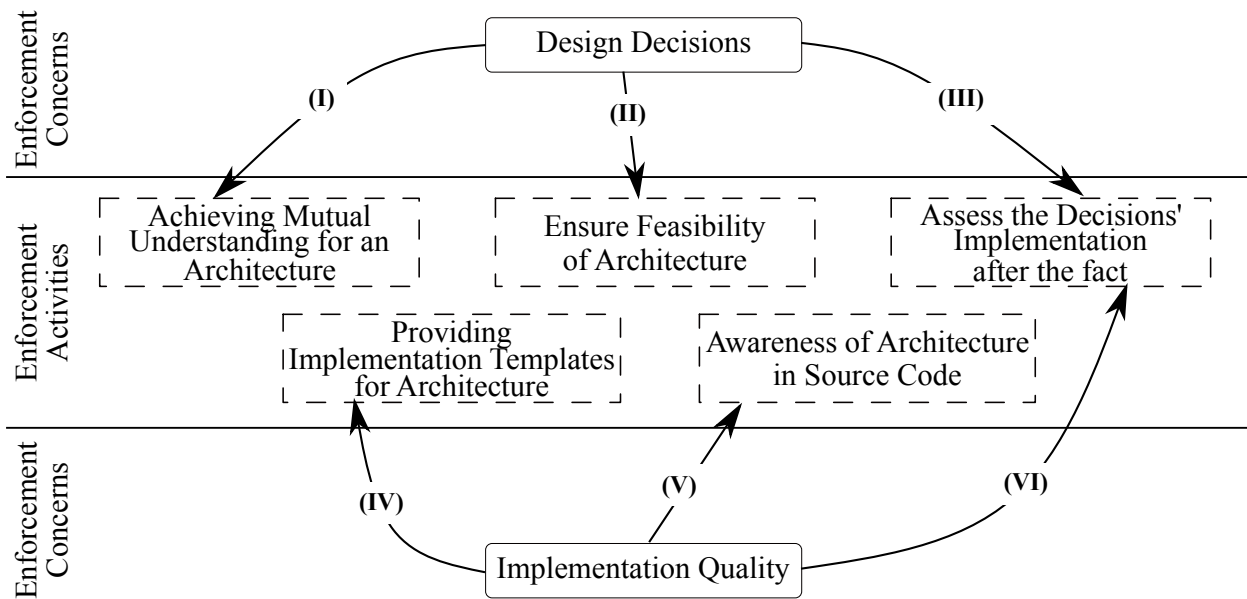 Enforcement
Concerns
Design Decisions
(I)
(II)
(III)
Enforcement
Activities
Achieving Mutual
Understanding for an
Architecture
Ensure Feasibility
of Architecture
Assess the Decisions'
Implementation
after the fact
Providing
Implementation Templates
for Architecture
Awareness of Architecture
in Source Code
Enforcement
Concerns
(IV)
(V)
(VI)
Implementation Quality